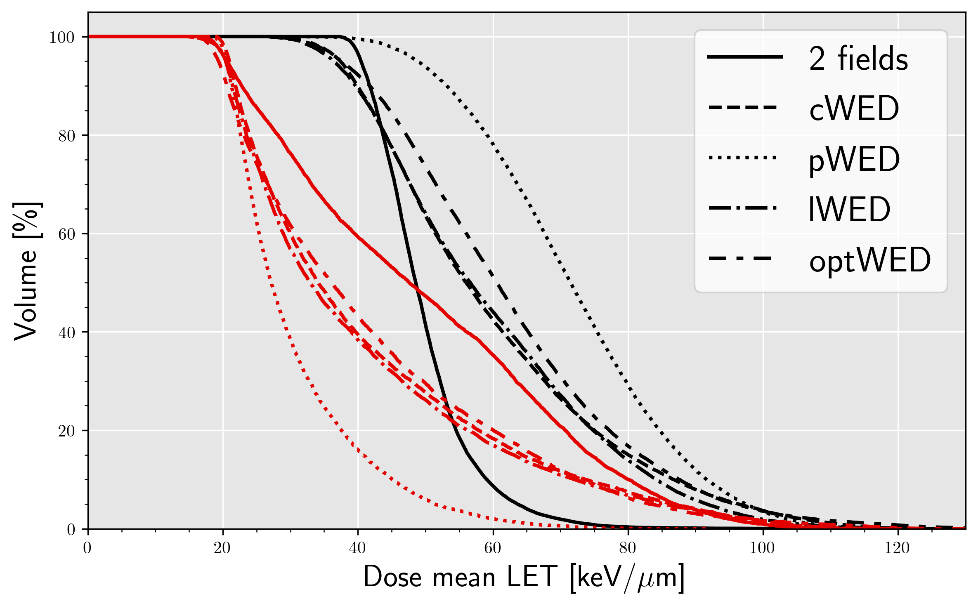 100
80
60
40
20
0
Volume [%]
2 fields
cWED
pWED
lWED
optWED
0 20 40 60 80 100 120
Dose mean LET [keV/μm]